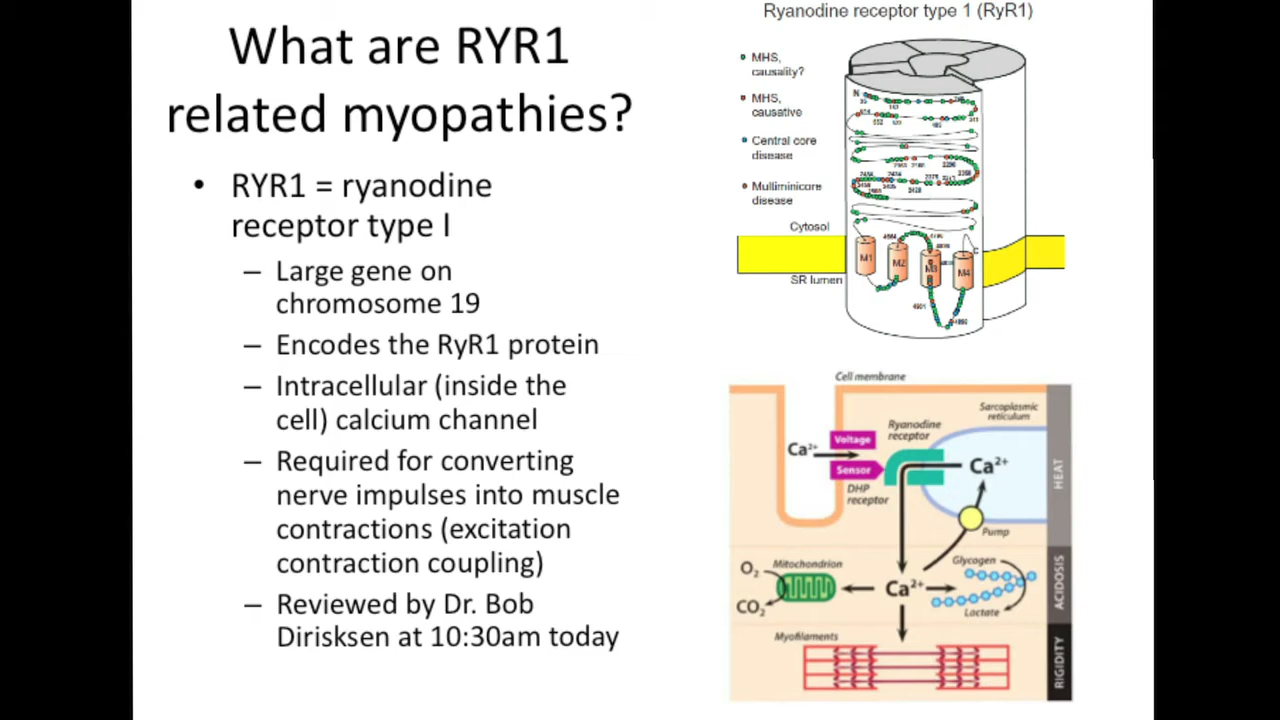 What are RYR1
related myopathies?
• RYR1 = ryanodine
receptor type I
– Large gene on
chromosome 19
– Encodes the RyR1 protein
– Intracellular (inside the
cell) calcium channel
– Required for converting
nerve impulses into muscle
contractions (excitation
contraction coupling)
– Reviewed by Dr. Bob
Dirisksen at 10:30am today
Ryanodine receptor type 1 (RyR1)
MHS,
causality?
MHS,
causative
Central core
disease
Multiminicore
disease
Cytosol
SR lumen
N
M1
M2
M3
M4
C
Cell membrane
Sarcoplasmic
reticulum
Ryanodine
receptor
Voltage
Ca²⁺
Sensor
Ca²⁺
DHP
receptor
Pump
HEAT
O₂
Mitochondrion
Glycogen
Ca²⁺
CO₂
Lactate
ACIDOSIS
Myofilaments
RIGIDITY